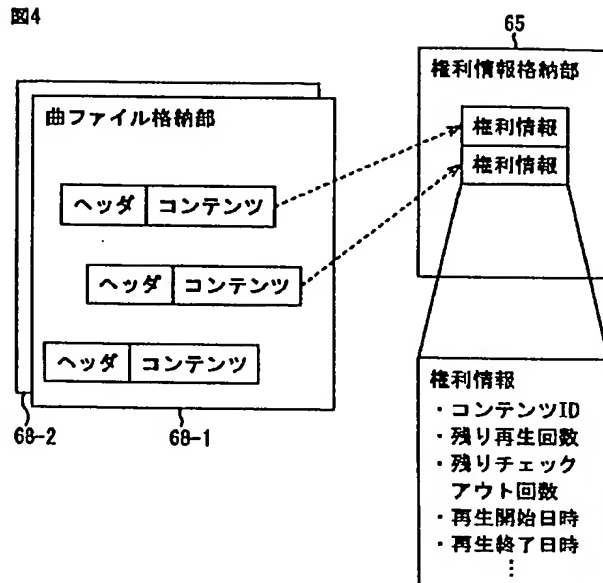 図4
65
曲ファイル格納部
権利情報格納部
権利情報
権利情報
ヘッダ コンテンツ
ヘッダ コンテンツ
ヘッダ コンテンツ
68-2
68-1
権利情報
・コンテンツID
・残り再生回数
・残りチェック
アウト回数
・再生開始日時
・再生終了日時
⋮